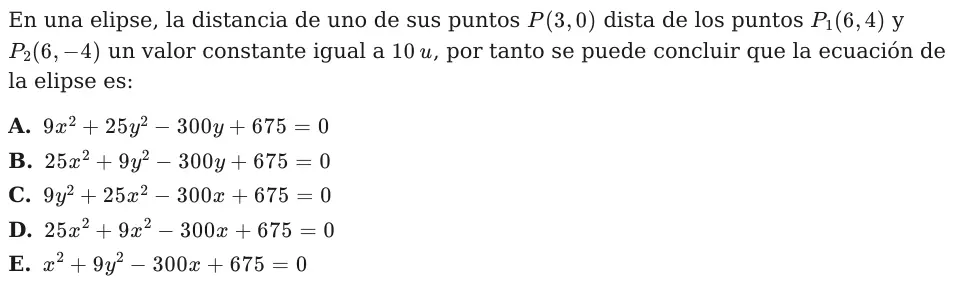 En una elipse, la distancia de uno de sus puntos P(3, 0) dista de los puntos P₁(6, 4) y
P₂(6, −4) un valor constante igual a 10 u, por tanto se puede concluir que la ecuación de
la elipse es:
A. 9x² + 25y² − 300y + 675 = 0
B. 25x² + 9y² − 300y + 675 = 0
C. 9y² + 25x² − 300x + 675 = 0
D. 25x² + 9x² − 300x + 675 = 0
E. x² + 9y² − 300x + 675 = 0